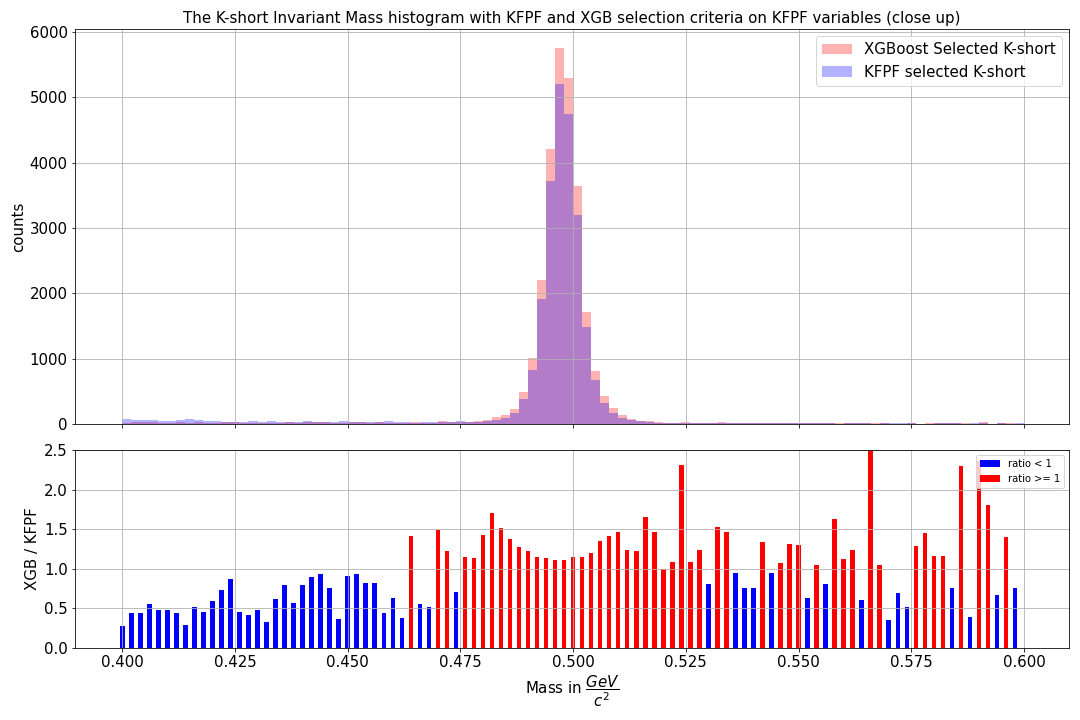 The K-short Invariant Mass histogram with KFPF and XGB selection criteria on KFPF variables (close up)
6000
5000
4000
3000
2000
1000
0
counts
XGBoost Selected K-short
KFPF selected K-short
2.5
2.0
1.5
1.0
0.5
0.0
XGB / KFPF
ratio < 1
ratio >= 1
0.400 0.425 0.450 0.475 0.500 0.525 0.550 0.575 0.600
Mass in GeV/c²